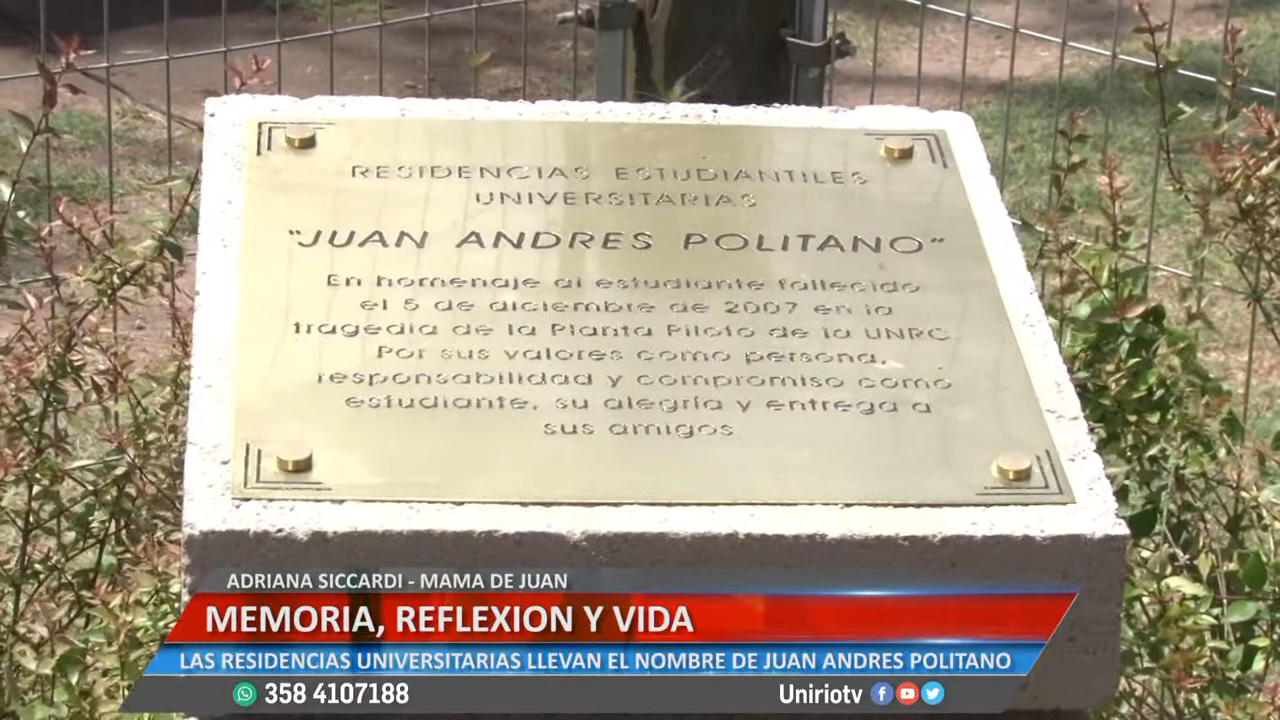 RESIDENCIAS ESTUDIANTILES
UNIVERSITARIAS
"JUAN ANDRES POLITANO"
En homenaje al estudiante fallecido
el 5 de diciembre de 2007 en la
tragedia de la Planta Piloto de la UNRC.
Por sus valores como persona,
responsabilidad y compromiso como
estudiante, su alegría y entrega a
sus amigos
ADRIANA SICCARDI - MAMA DE JUAN
MEMORIA, REFLEXION Y VIDA
LAS RESIDENCIAS UNIVERSITARIAS LLEVAN EL NOMBRE DE JUAN ANDRES POLITANO
358 4107188
Uniriotv